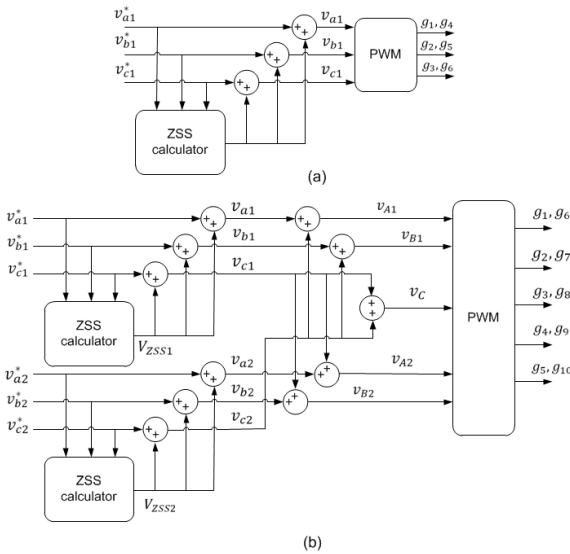 v*a1
va1
g1, g4
v*b1
vb1
PWM
g2, g5
v*c1
vc1
g3, g6
ZSS
calculator
(a)
v*a1
va1
vA1
g1, g6
v*b1
vb1
vB1
g2, g7
v*c1
vc1
vC
g3, g8
ZSS
calculator
PWM
VZSS1
g4, g9
v*a2
va2
vA2
g5, g10
v*b2
vb2
vB2
v*c2
vc2
ZSS
calculator
VZSS2
(b)